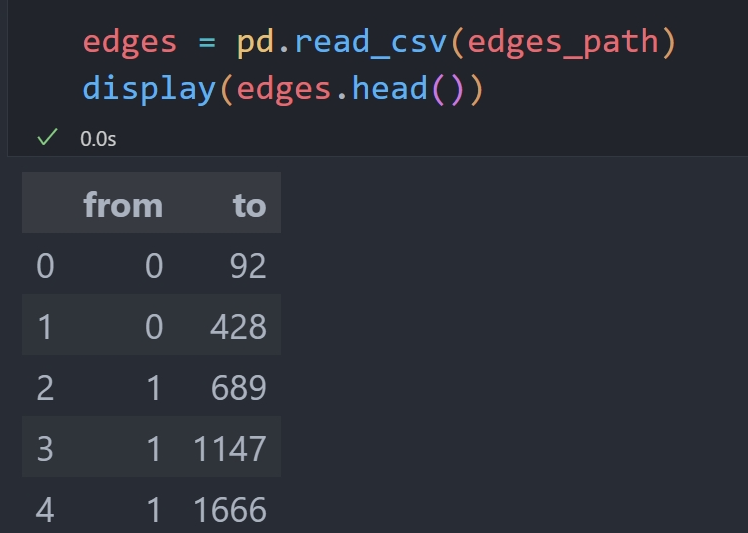 edges = pd.read_csv(edges_path)
display(edges.head())
✓ 0.0s
from to
0 0 92
1 0 428
2 1 689
3 1 1147
4 1 1666